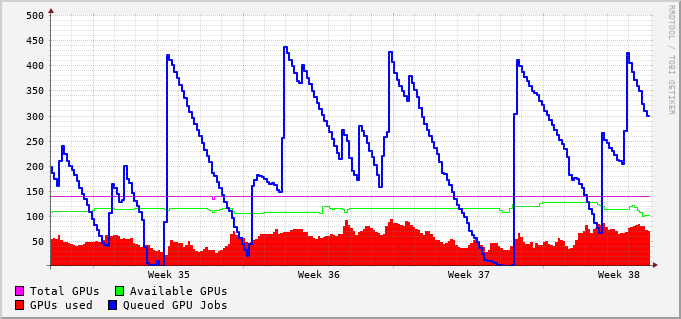 500
450
400
350
300
250
200
150
100
50
RRDTOOL / TOBI OETIKER
Week 35 Week 36 Week 37 Week 38
Total GPUs Available GPUs
GPUs used Queued GPU Jobs